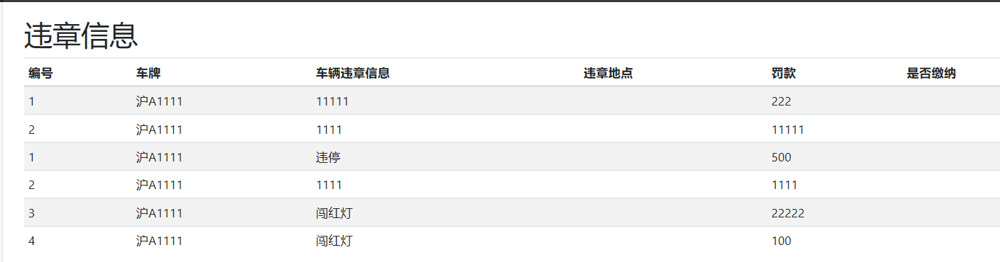 违章信息
编号 车牌 车辆违章信息 违章地点 罚款 是否缴纳
1 沪A1111 11111 222
2 沪A1111 1111 11111
1 沪A1111 违停 500
2 沪A1111 1111 1111
3 沪A1111 闯红灯 22222
4 沪A1111 闯红灯 100